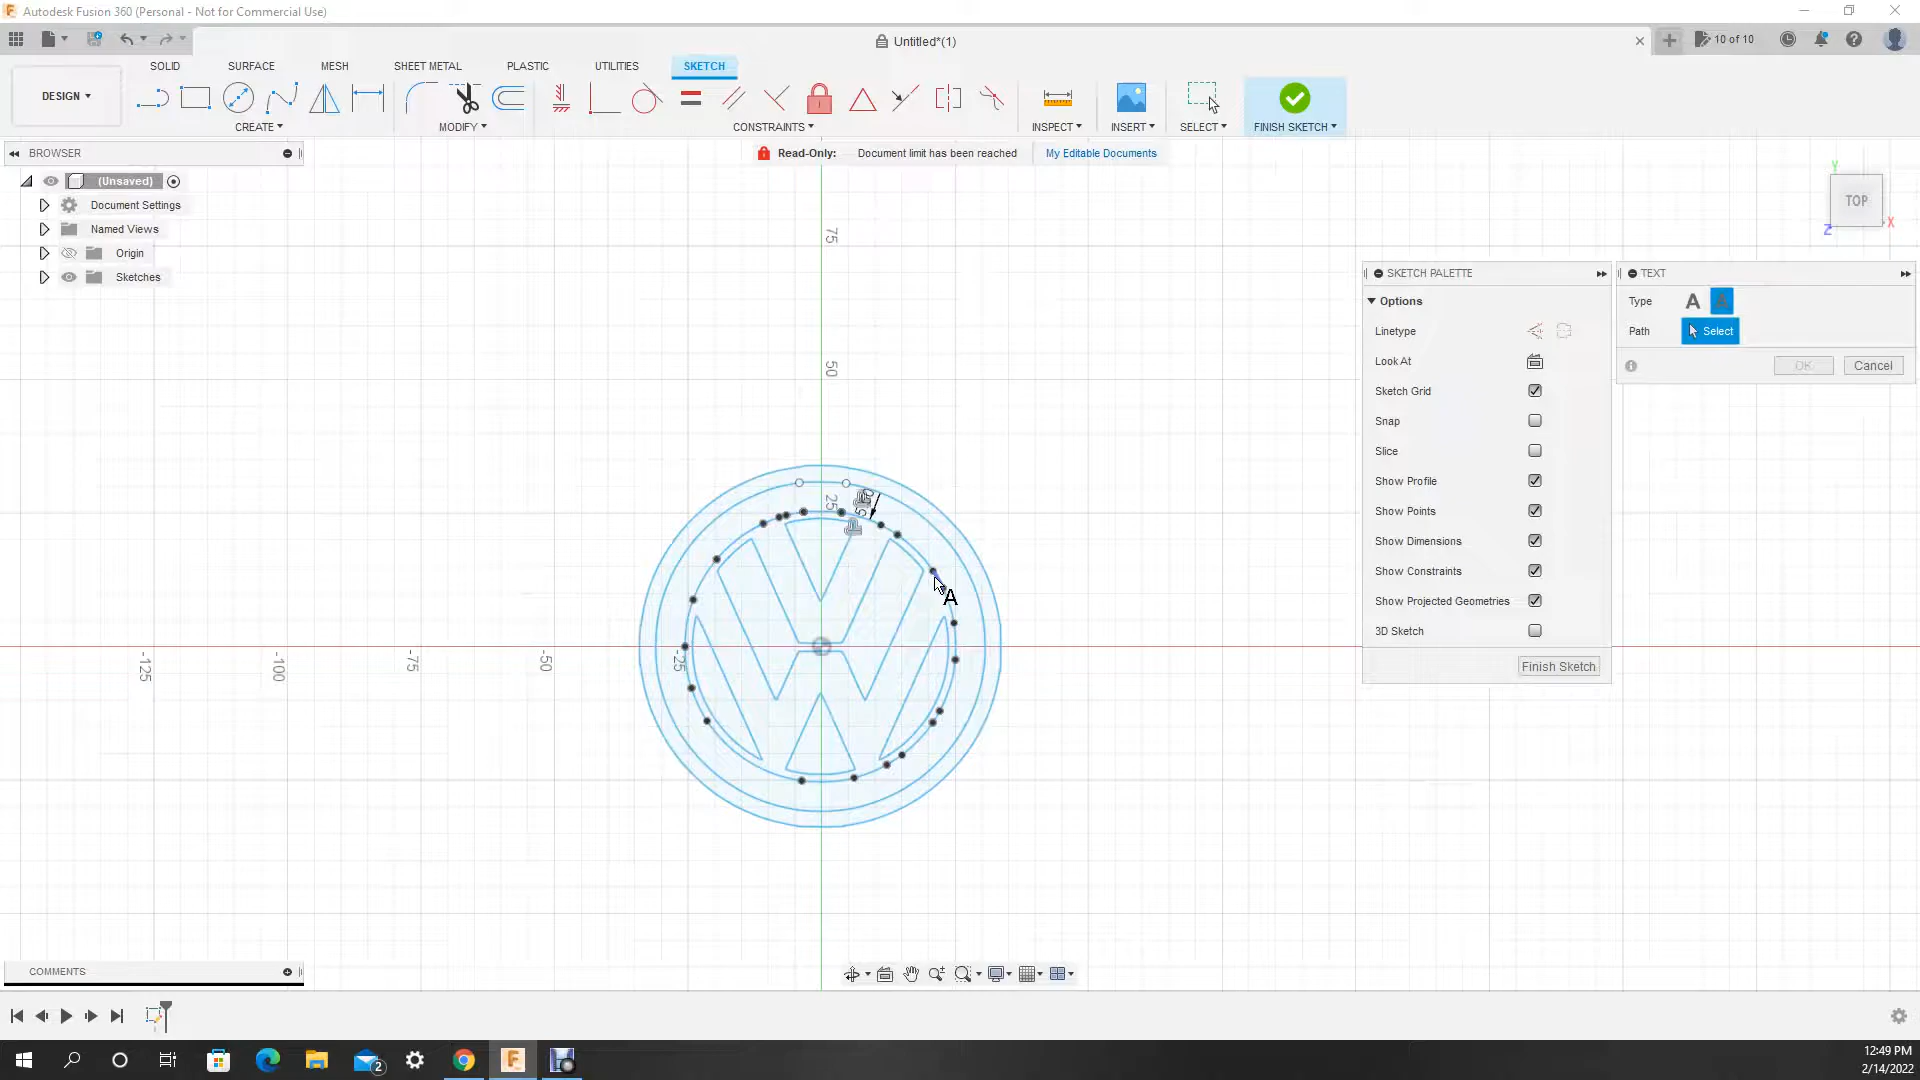 Autodesk Fusion 360 (Personal - Not for Commercial Use)
Untitled*(1)
10 of 10
SOLID SURFACE MESH SHEET METAL PLASTIC UTILITIES SKETCH
DESIGN
CREATE MODIFY CONSTRAINTS INSPECT INSERT SELECT FINISH SKETCH
BROWSER
Read-Only: Document limit has been reached My Editable Documents
(Unsaved)
Document Settings
Named Views
Origin
Sketches
Y
TOP
X
Z
75
50
25
-125
-100
-75
-50
-25
A
SKETCH PALETTE
Options
Linetype
Look At
Sketch Grid
Snap
Slice
Show Profile
Show Points
Show Dimensions
Show Constraints
Show Projected Geometries
3D Sketch
Finish Sketch
TEXT
Type A A
Path Select
OK Cancel
COMMENTS
2
12:49 PM
2/14/2022